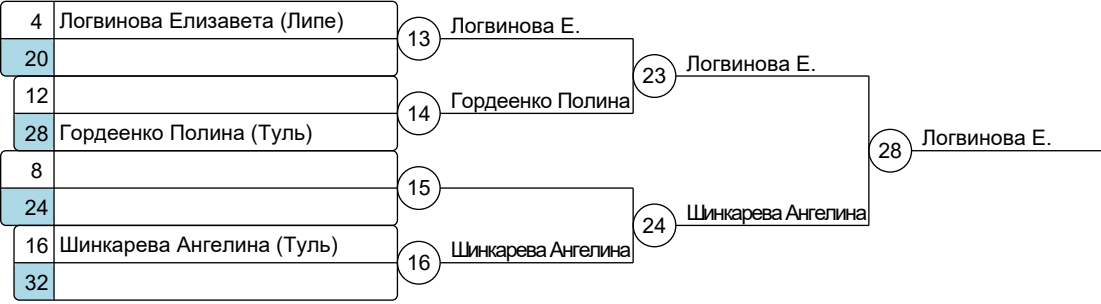 4 Логвинова Елизавета (Липе)
20
12
28 Гордеенко Полина (Туль)
8
24
16 Шинкарева Ангелина (Туль)
32
13 Логвинова Е.
14 Гордеенко Полина
15
16 Шинкарева Ангелина
23 Логвинова Е.
24 Шинкарева Ангелина
28 Логвинова Е.